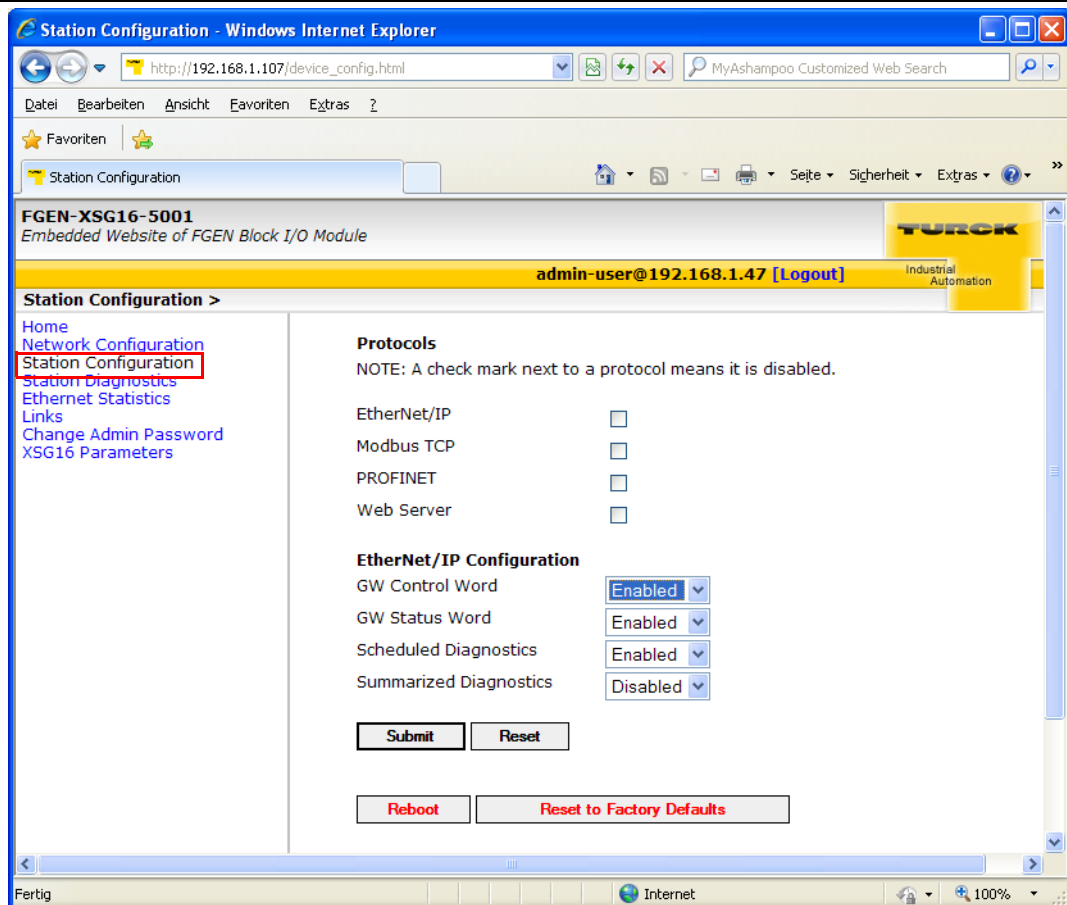 Station Configuration - Windows Internet Explorer
http://192.168.1.107/device_config.html
MyAshampoo Customized Web Search
Datei Bearbeiten Ansicht Favoriten Extras ?
Favoriten
Station Configuration
Seite Sicherheit Extras »
FGEN-XSG16-5001
Embedded Website of FGEN Block I/O Module
TURCK
admin-user@192.168.1.47 [Logout]
Industrial
Automation
Station Configuration >
Home
Network Configuration
Station Configuration
Station Diagnostics
Ethernet Statistics
Links
Change Admin Password
XSG16 Parameters
Protocols
NOTE: A check mark next to a protocol means it is disabled.
EtherNet/IP
Modbus TCP
PROFINET
Web Server
EtherNet/IP Configuration
GW Control Word Enabled
GW Status Word Enabled
Scheduled Diagnostics Enabled
Summarized Diagnostics Disabled
Submit Reset
Reboot Reset to Factory Defaults
Fertig Internet 100%